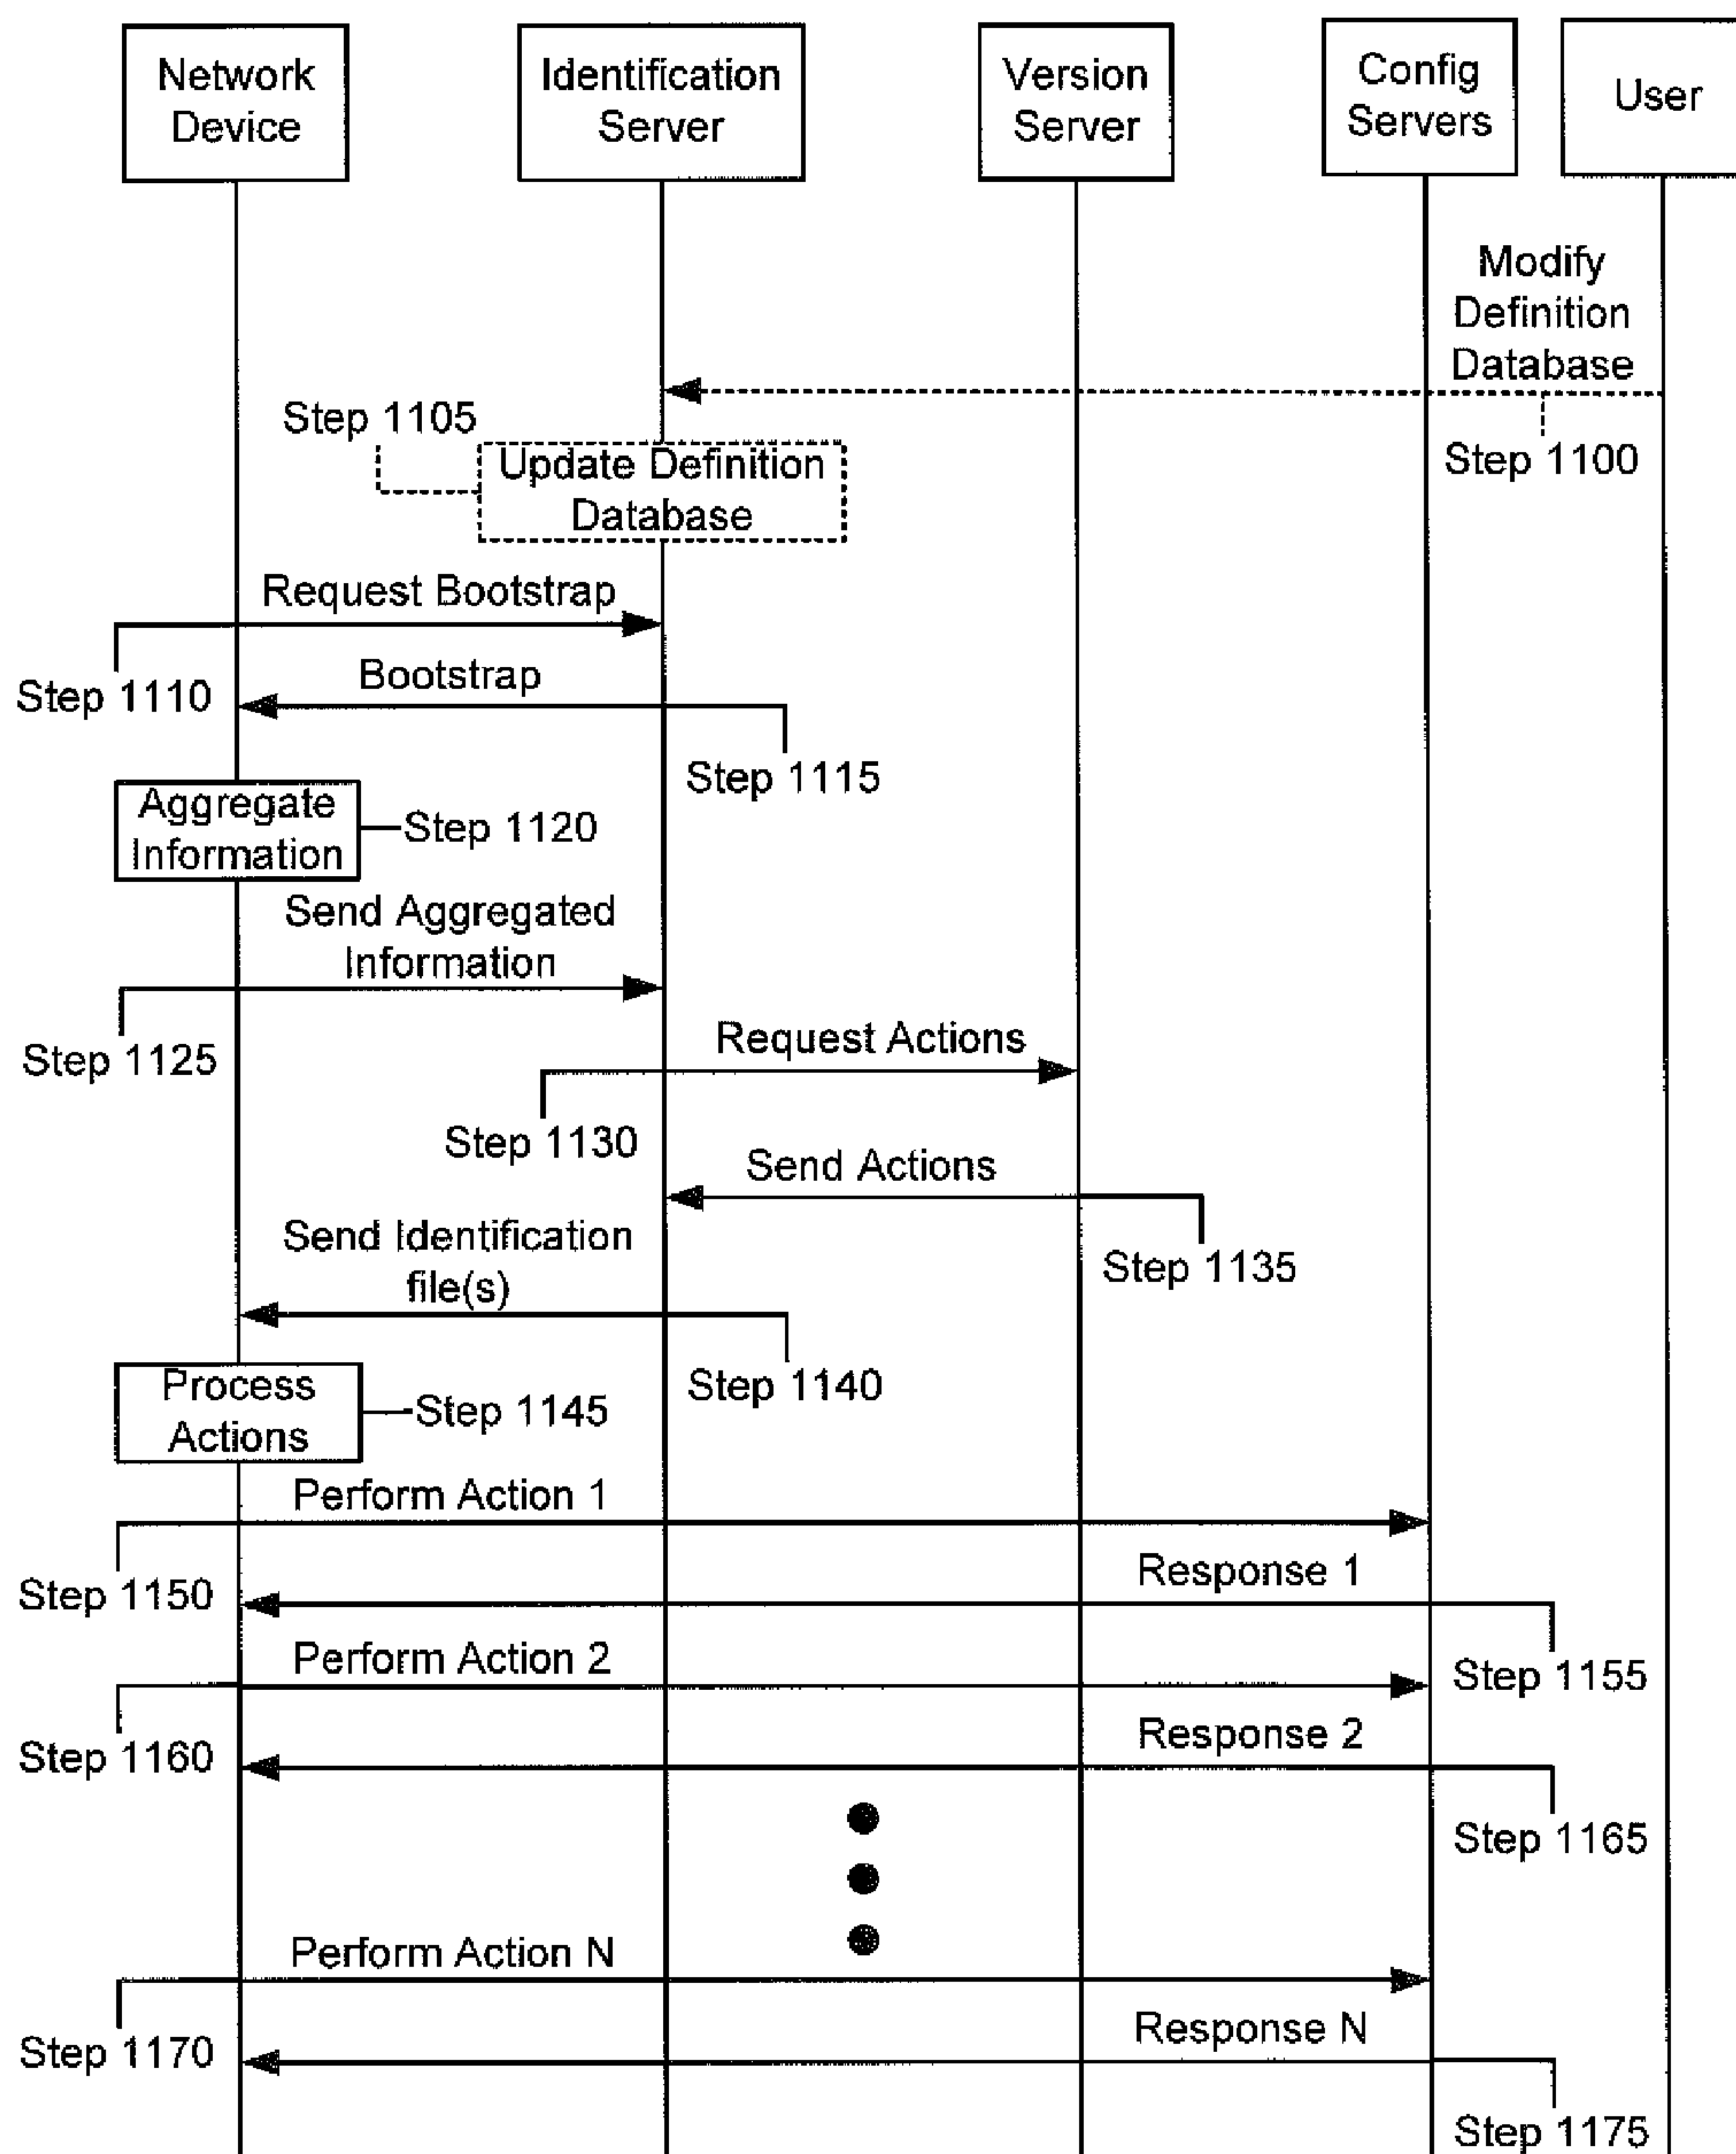 Network
Device
Identification
Server
Version
Server
Config
Servers
User
Modify
Definition
Database
Step 1100
Step 1105
Update Definition
Database
Request Bootstrap
Step 1110
Bootstrap
Step 1115
Aggregate
Information
Step 1120
Send Aggregated
Information
Step 1125
Request Actions
Step 1130
Send Actions
Step 1135
Send Identification
file(s)
Step 1140
Process
Actions
Step 1145
Perform Action 1
Step 1150
Response 1
Step 1155
Perform Action 2
Step 1160
Response 2
Step 1165
Perform Action N
Step 1170
Response N
Step 1175